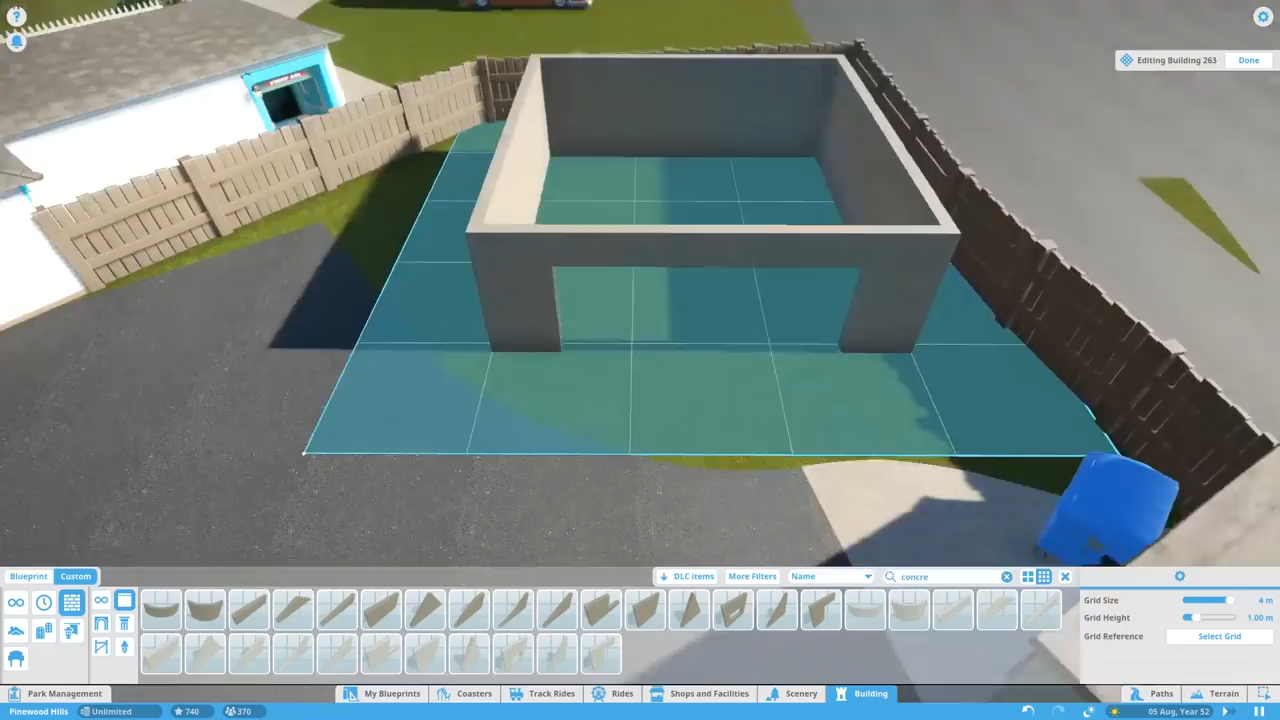 ?
Editing Building 263
Done
Blueprint
Custom
DLC items
More Filters
Name
concre
Grid Size
4 m
Grid Height
1.00 m
Grid Reference
Select Grid
Park Management
My Blueprints
Coasters
Track Rides
Rides
Shops and Facilities
Scenery
Building
Paths
Terrain
Pinewood Hills
Unlimited
740
370
05 Aug, Year 52